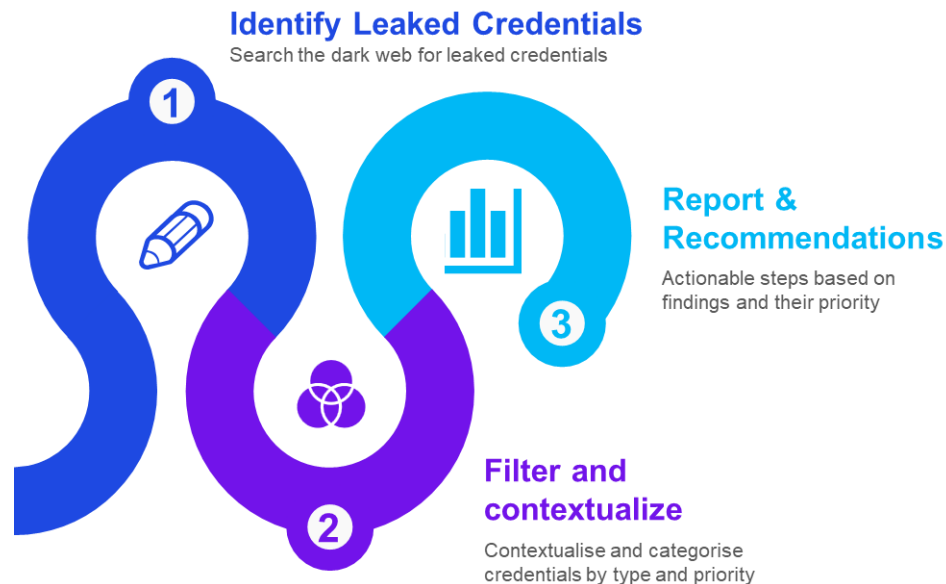 Identify Leaked Credentials
Search the dark web for leaked credentials
1
Report &
Recommendations
Actionable steps based on
findings and their priority
3
Filter and
contextualize
2
Contextualise and categorise
credentials by type and priority